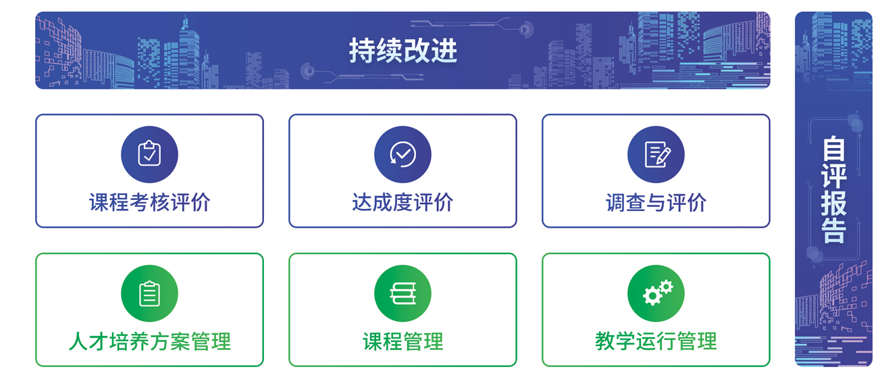 持续改进
课程考核评价
达成度评价
调查与评价
人才培养方案管理
课程管理
教学运行管理
自评报告